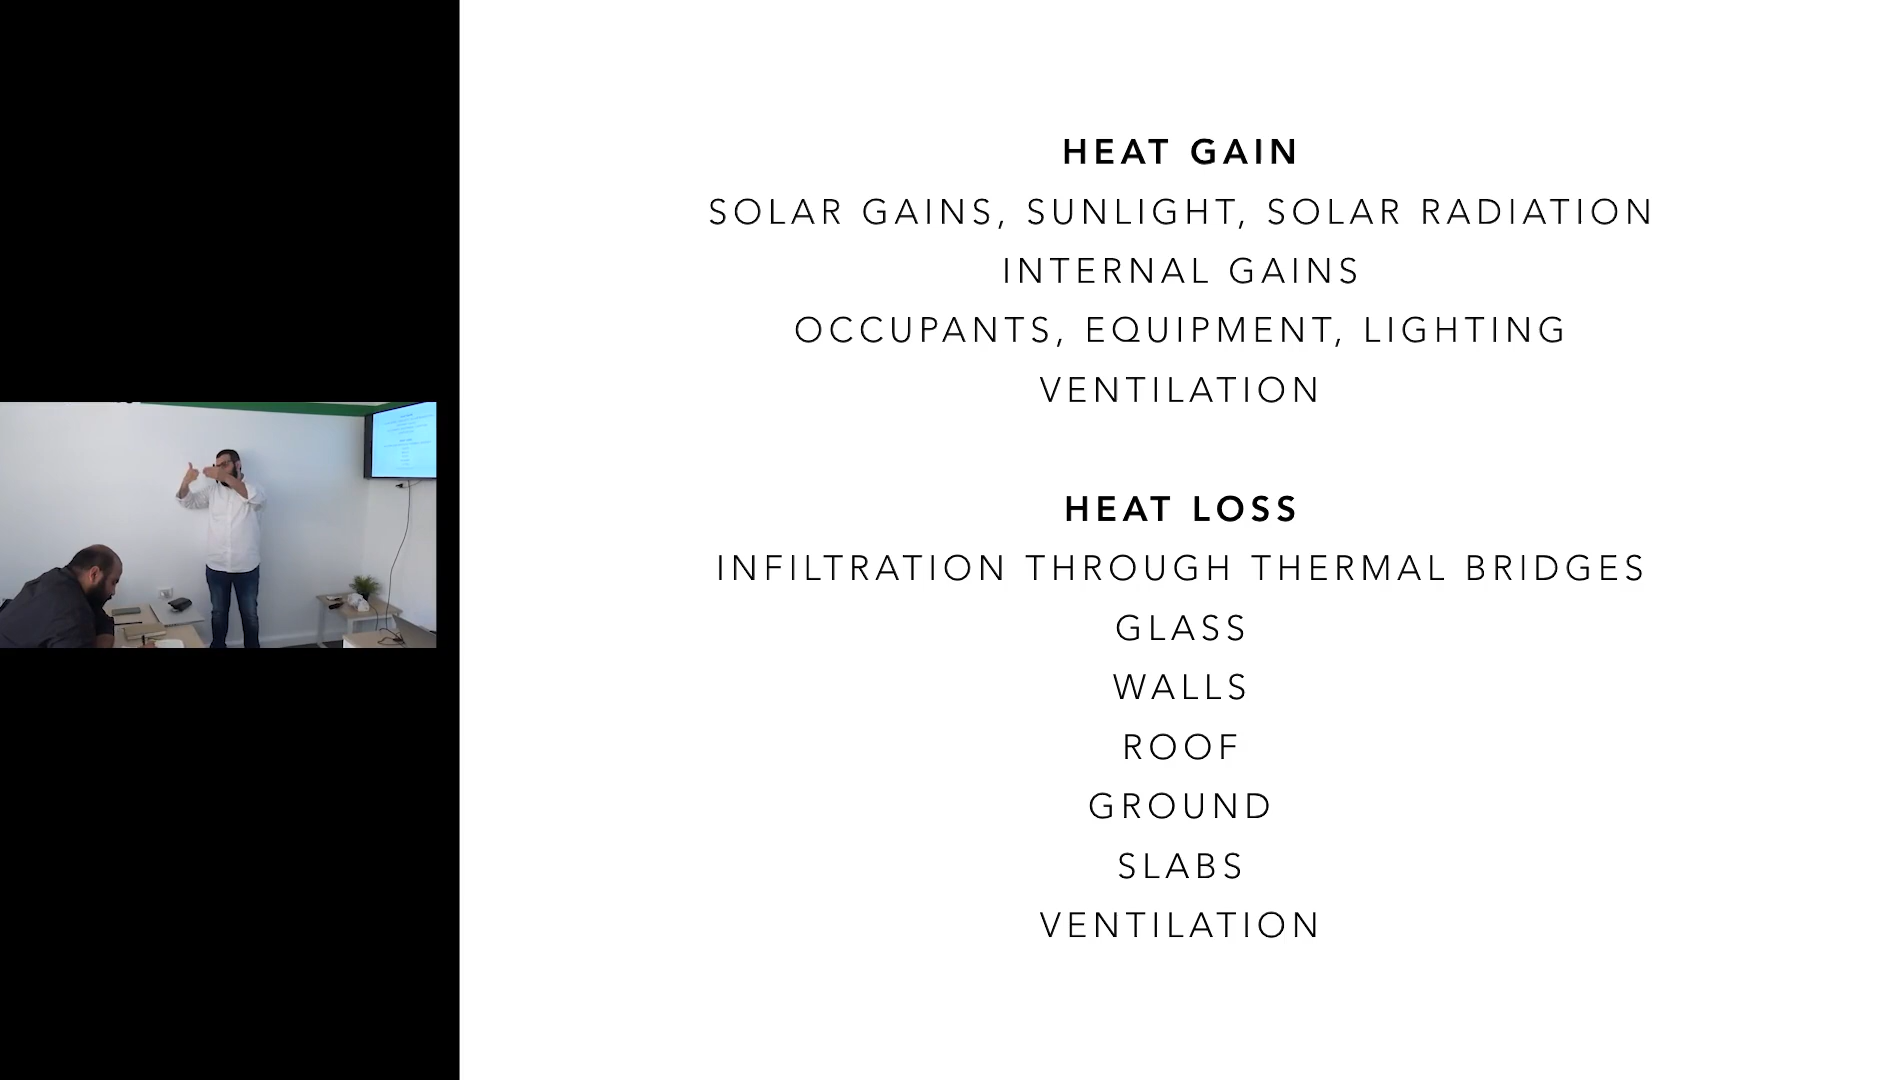 HEAT GAIN
SOLAR GAINS, SUNLIGHT, SOLAR RADIATION
INTERNAL GAINS
OCCUPANTS, EQUIPMENT, LIGHTING
VENTILATION
HEAT LOSS
INFILTRATION THROUGH THERMAL BRIDGES
GLASS
WALLS
ROOF
GROUND
SLABS
VENTILATION